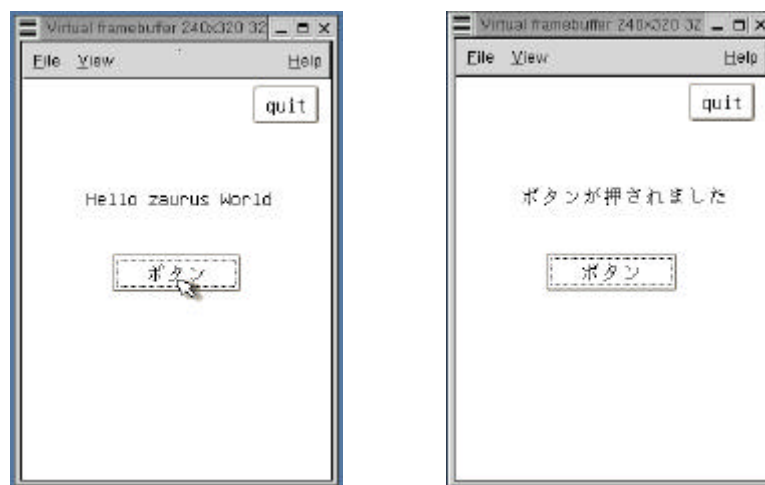 Virtual framebuffer 240x320 32
File View Help
quit
Hello zaurus World
ボタン
Virtual framebuffer 240x320 32
File View Help
quit
ボタンが押されました
ボタン